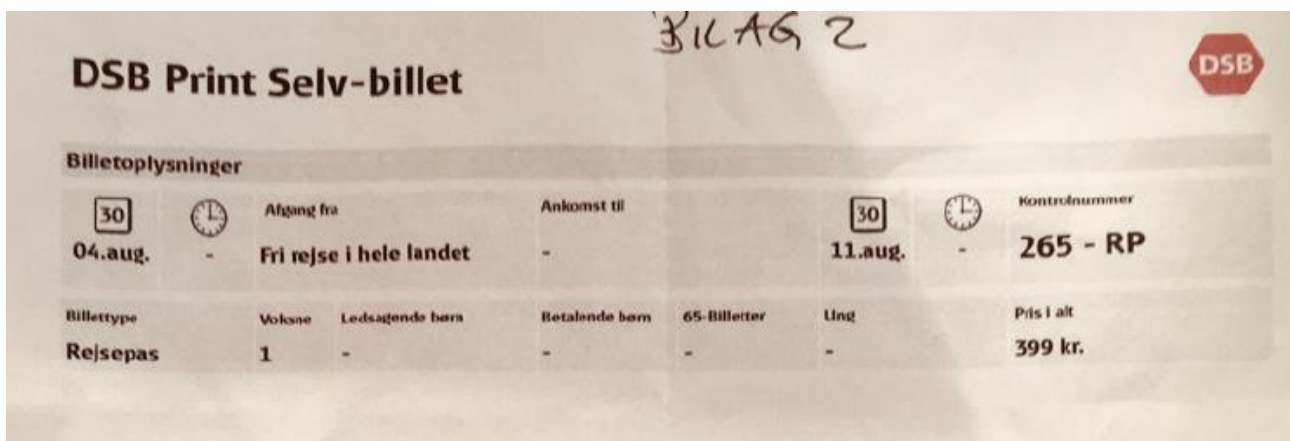 BILAG 2
DSB Print Selv-billet
DSB
Billetoplysninger
30
Afgang fra
Ankomst til
30
Kontrolnummer
04.aug.
-
Fri rejse i hele landet
-
11.aug.
-
265 - RP
Billettype
Voksne
Ledsagende børn
Betalende børn
65-Billetter
Ung
Pris i alt
Rejsepas
1
-
-
-
-
399 kr.